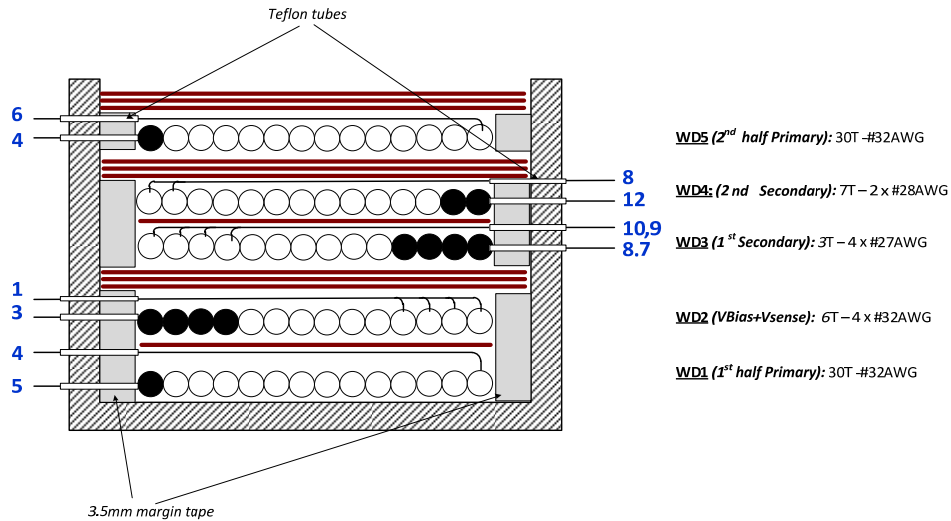 Teflon tubes
6
4
WD5 (2nd half Primary): 30T -#32AWG
8
12
WD4: (2 nd Secondary): 7T – 2 x #28AWG
10,9
8.7
WD3 (1 st Secondary): 3T – 4 x #27AWG
1
3
WD2 (VBias+Vsense): 6T – 4 x #32AWG
4
5
WD1 (1st half Primary): 30T -#32AWG
3.5mm margin tape